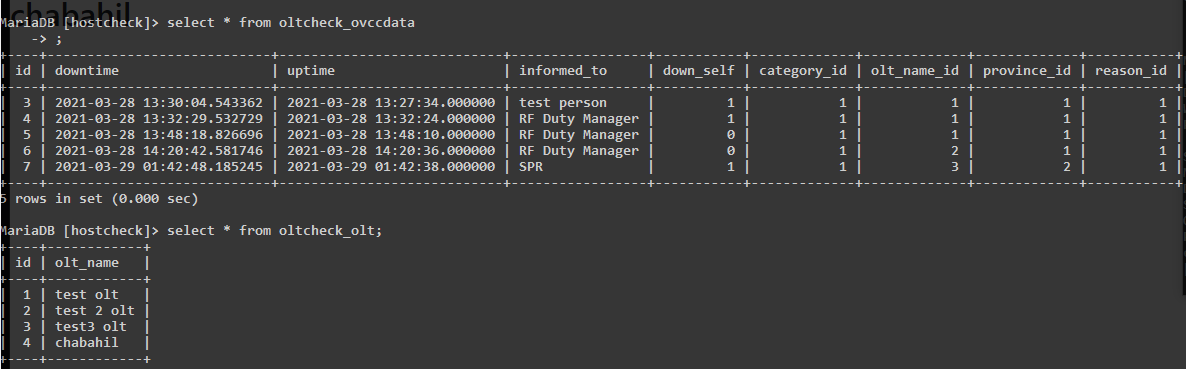 chabahil
MariaDB [hostcheck]> select * from oltcheck_ovccdata
    -> ;
+----+----------------------------+----------------------------+-----------------+-----------+-------------+-------------+-------------+-----------+
| id | downtime                   | uptime                     | informed_to     | down_self | category_id | olt_name_id | province_id | reason_id |
+----+----------------------------+----------------------------+-----------------+-----------+-------------+-------------+-------------+-----------+
|  3 | 2021-03-28 13:30:04.543362 | 2021-03-28 13:27:34.000000 | test person     |         1 |           1 |           1 |           1 |         1 |
|  4 | 2021-03-28 13:32:29.532729 | 2021-03-28 13:32:24.000000 | RF Duty Manager |         1 |           1 |           1 |           1 |         1 |
|  5 | 2021-03-28 13:48:18.826696 | 2021-03-28 13:48:10.000000 | RF Duty Manager |         0 |           1 |           1 |           1 |         1 |
|  6 | 2021-03-28 14:20:42.581746 | 2021-03-28 14:20:36.000000 | RF Duty Manager |         0 |           1 |           2 |           1 |         1 |
|  7 | 2021-03-29 01:42:48.185245 | 2021-03-29 01:42:38.000000 | SPR             |         1 |           1 |           3 |           2 |         1 |
+----+----------------------------+----------------------------+-----------------+-----------+-------------+-------------+-------------+-----------+
5 rows in set (0.000 sec)
MariaDB [hostcheck]> select * from oltcheck_olt;
+----+------------+
| id | olt_name   |
+----+------------+
|  1 | test olt   |
|  2 | test 2 olt |
|  3 | test3 olt  |
|  4 | chabahil   |
+----+------------+